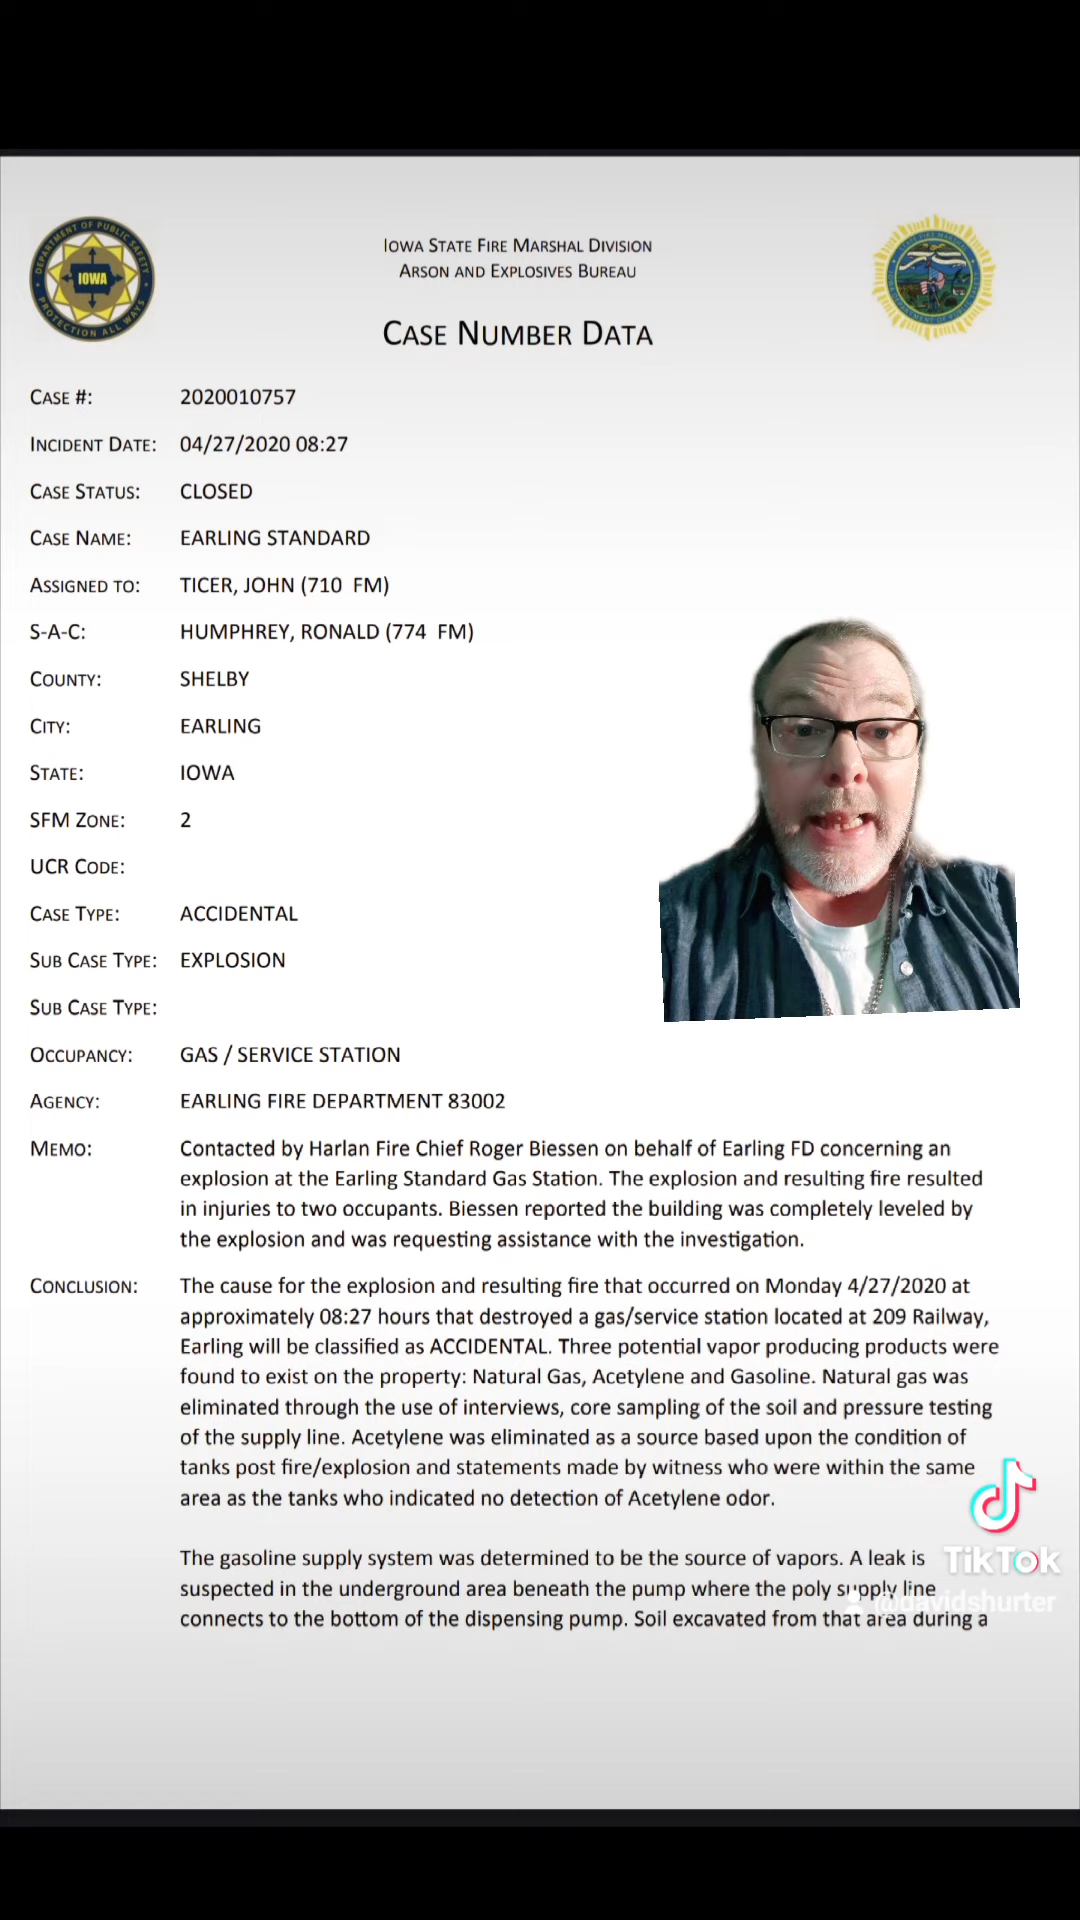 IOWA STATE FIRE MARSHAL DIVISION
ARSON AND EXPLOSIVES BUREAU
CASE NUMBER DATA
DEPARTMENT OF PUBLIC SAFETY
IOWA
PROTECTION ALL WAYS
CASE #: 2020010757
INCIDENT DATE: 04/27/2020 08:27
CASE STATUS: CLOSED
CASE NAME: EARLING STANDARD
ASSIGNED TO: TICER, JOHN (710 FM)
S-A-C: HUMPHREY, RONALD (774 FM)
COUNTY: SHELBY
CITY: EARLING
STATE: IOWA
SFM ZONE: 2
UCR CODE:
CASE TYPE: ACCIDENTAL
SUB CASE TYPE: EXPLOSION
SUB CASE TYPE:
OCCUPANCY: GAS / SERVICE STATION
AGENCY: EARLING FIRE DEPARTMENT 83002
MEMO: Contacted by Harlan Fire Chief Roger Biessen on behalf of Earling FD concerning an
explosion at the Earling Standard Gas Station. The explosion and resulting fire resulted
in injuries to two occupants. Biessen reported the building was completely leveled by
the explosion and was requesting assistance with the investigation.
CONCLUSION: The cause for the explosion and resulting fire that occurred on Monday 4/27/2020 at
approximately 08:27 hours that destroyed a gas/service station located at 209 Railway,
Earling will be classified as ACCIDENTAL. Three potential vapor producing products were
found to exist on the property: Natural Gas, Acetylene and Gasoline. Natural gas was
eliminated through the use of interviews, core sampling of the soil and pressure testing
of the supply line. Acetylene was eliminated as a source based upon the condition of
tanks post fire/explosion and statements made by witness who were within the same
area as the tanks who indicated no detection of Acetylene odor.
The gasoline supply system was determined to be the source of vapors. A leak is
suspected in the underground area beneath the pump where the poly supply line
connects to the bottom of the dispensing pump. Soil excavated from that area during a
TikTok
@davidshurter